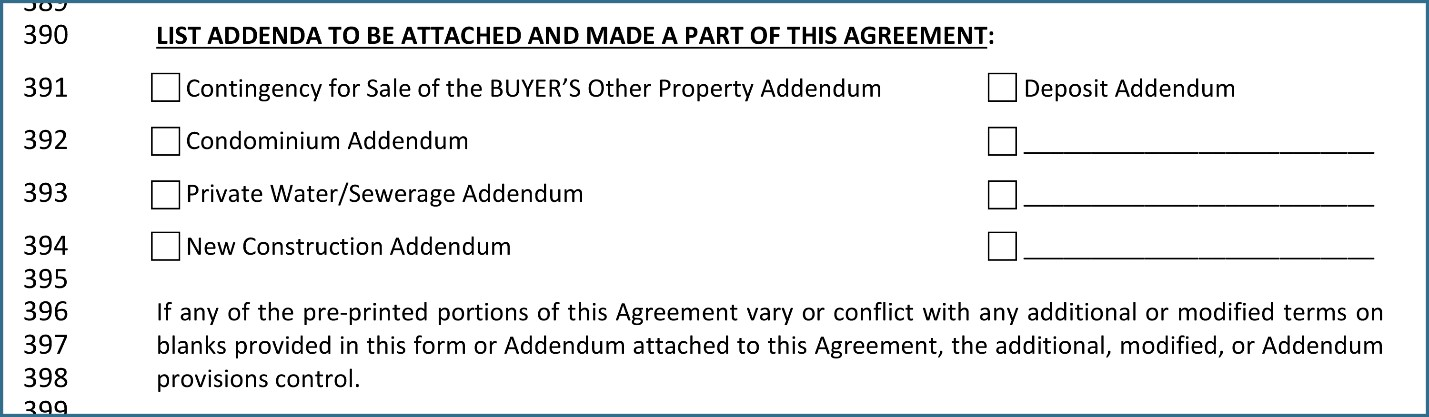 389
390 LIST ADDENDA TO BE ATTACHED AND MADE A PART OF THIS AGREEMENT:
391 Contingency for Sale of the BUYER’S Other Property Addendum Deposit Addendum
392 Condominium Addendum
393 Private Water/Sewerage Addendum
394 New Construction Addendum
395
396 If any of the pre-printed portions of this Agreement vary or conflict with any additional or modified terms on
397 blanks provided in this form or Addendum attached to this Agreement, the additional, modified, or Addendum
398 provisions control.
399